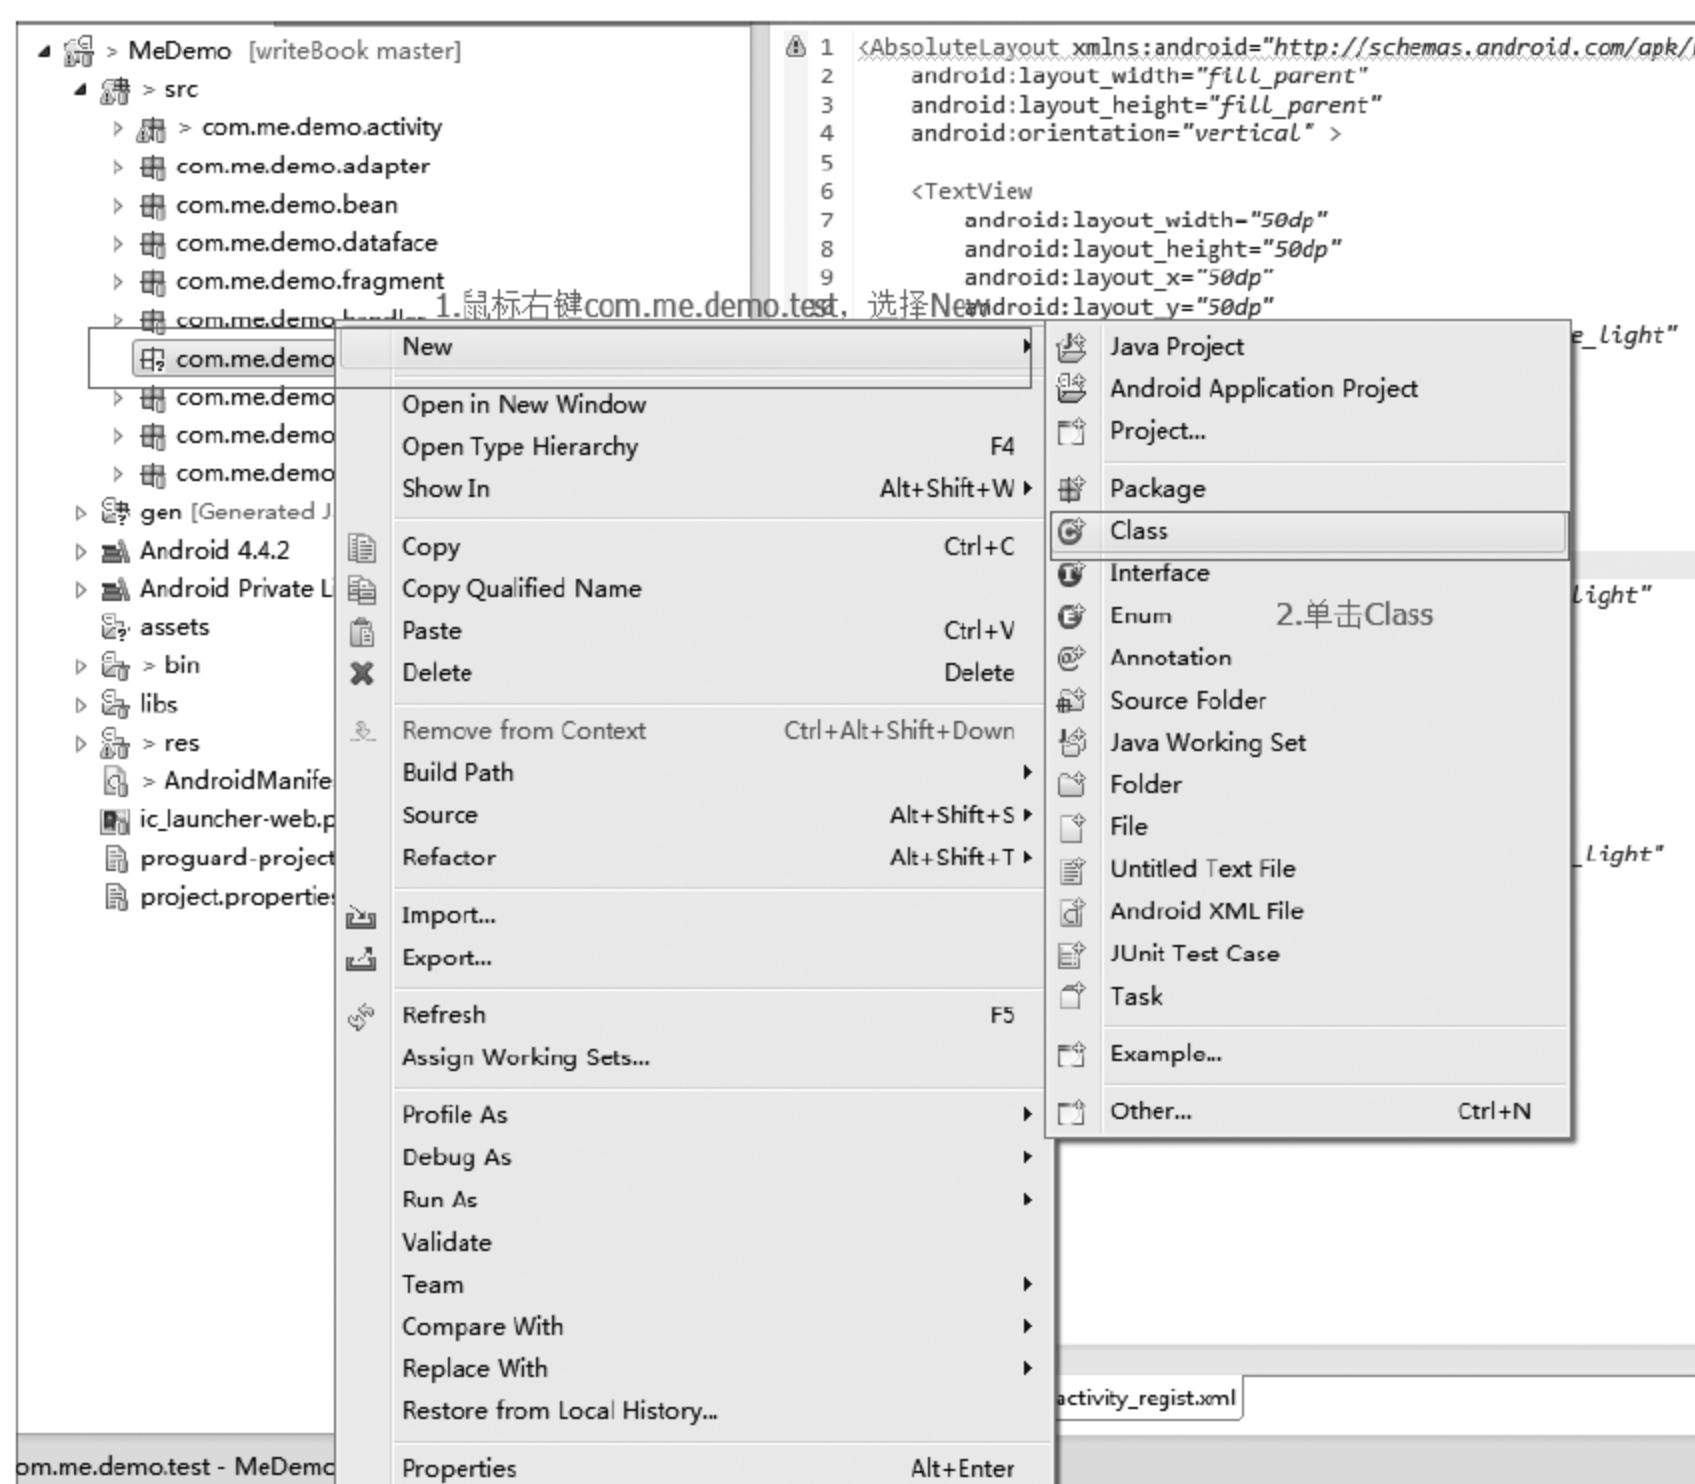 > MeDemo [writeBook master]
> src
> com.me.demo.activity
com.me.demo.adapter
com.me.demo.bean
com.me.demo.dataface
com.me.demo.fragment
com.me.demo.handler
com.me.demo
com.me.demo
com.me.demo
com.me.demo
gen [Generated J
Android 4.4.2
Android Private Li
assets
> bin
libs
> res
> AndroidManife
ic_launcher-web.p
proguard-project
project.properties
om.me.demo.test - MeDemo
1.鼠标右键com.me.demo.test，选择New
New
Open in New Window
Open Type Hierarchy F4
Show In Alt+Shift+W
Copy Ctrl+C
Copy Qualified Name
Paste Ctrl+V
Delete Delete
Remove from Context Ctrl+Alt+Shift+Down
Build Path
Source Alt+Shift+S
Refactor Alt+Shift+T
Import...
Export...
Refresh F5
Assign Working Sets...
Profile As
Debug As
Run As
Validate
Team
Compare With
Replace With
Restore from Local History...
Properties Alt+Enter
Java Project
Android Application Project
Project...
Package
Class
Interface
Enum
2.单击Class
Annotation
Source Folder
Java Working Set
Folder
File
Untitled Text File
Android XML File
JUnit Test Case
Task
Example...
Other... Ctrl+N
1 <AbsoluteLayout xmlns:android="http://schemas.android.com/apk/
2 android:layout_width="fill_parent"
3 android:layout_height="fill_parent"
4 android:orientation="vertical" >
5
6 <TextView
7 android:layout_width="50dp"
8 android:layout_height="50dp"
9 android:layout_x="50dp"
android:layout_y="50dp"
e_light"
light"
_light"
activity_regist.xml